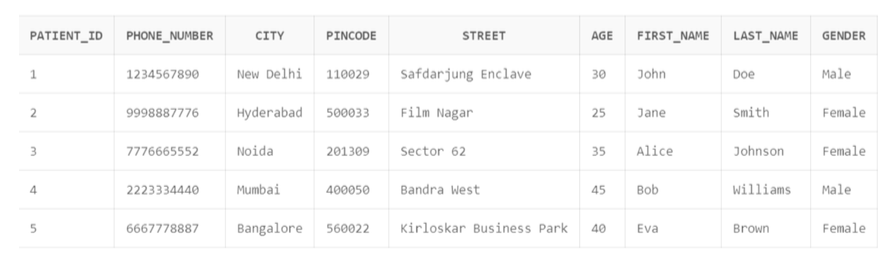 PATIENT_ID PHONE_NUMBER CITY PINCODE STREET AGE FIRST_NAME LAST_NAME GENDER
1 1234567890 New Delhi 110029 Safdarjung Enclave 30 John Doe Male
2 9998887776 Hyderabad 500033 Film Nagar 25 Jane Smith Female
3 7776665552 Noida 201309 Sector 62 35 Alice Johnson Female
4 2223334440 Mumbai 400050 Bandra West 45 Bob Williams Male
5 6667778887 Bangalore 560022 Kirloskar Business Park 40 Eva Brown Female